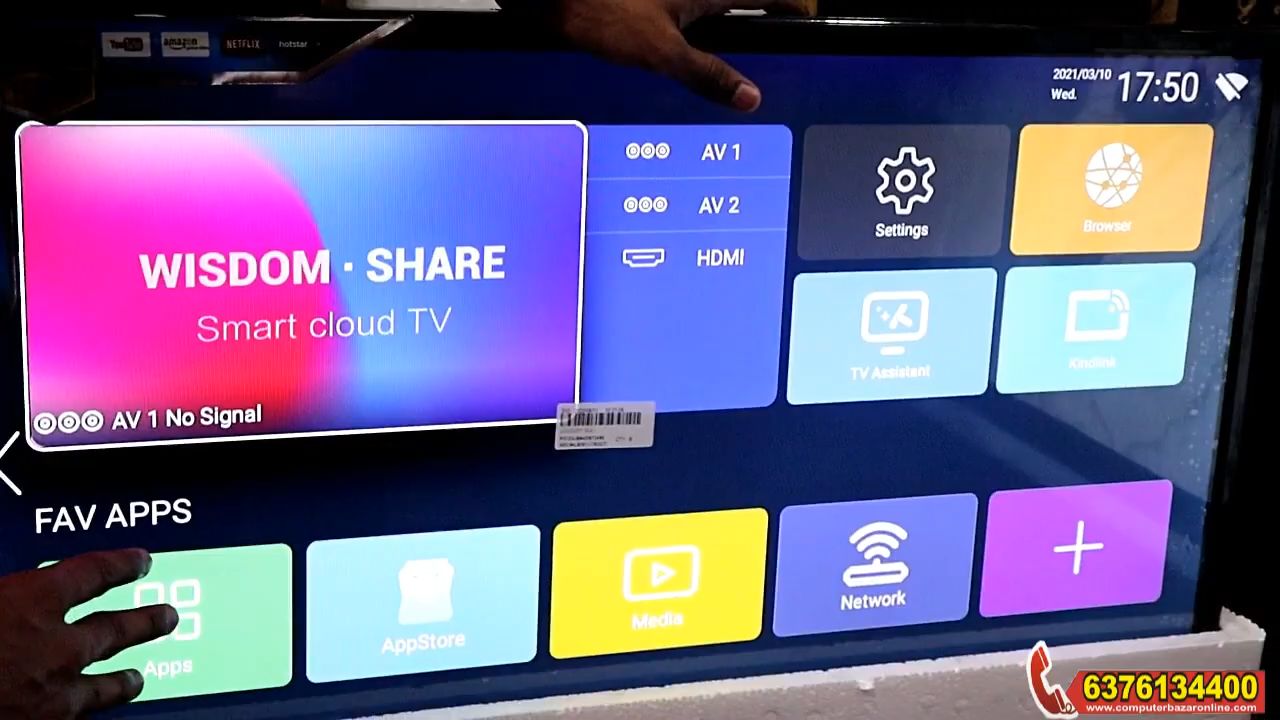 YouTube
amazon
NETFLIX
hotstar
2021/03/10
Wed.
17:50
WISDOM · SHARE
Smart cloud TV
AV 1 No Signal
AV 1
AV 2
HDMI
Settings
Browser
TV Assistant
Kindlink
FAV APPS
Apps
AppStore
Media
Network
6376134400
www.computerbazaronline.com